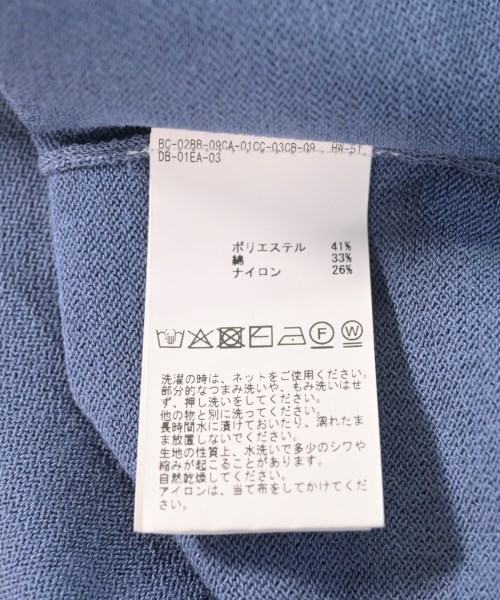 BC-02BB-09CA-01CC-03CB-09 HW-51
DB-01EA-03
ポリエステル 41%
綿 33%
ナイロン 26%
F W
洗濯の時は、ネットをご使用ください。
部分的なつまみ洗いや、もみ洗いはせ
ず、押し洗いをしてください。
他の物と別に洗ってください。
長時間水に漬けておいたり、濡れたま
ま放置しないでください。
生地の性質上、水洗いで多少のシワや
縮みが起こることがあります。
自然乾燥してください。
アイロンは、当て布をしてかけてくだ
さい。